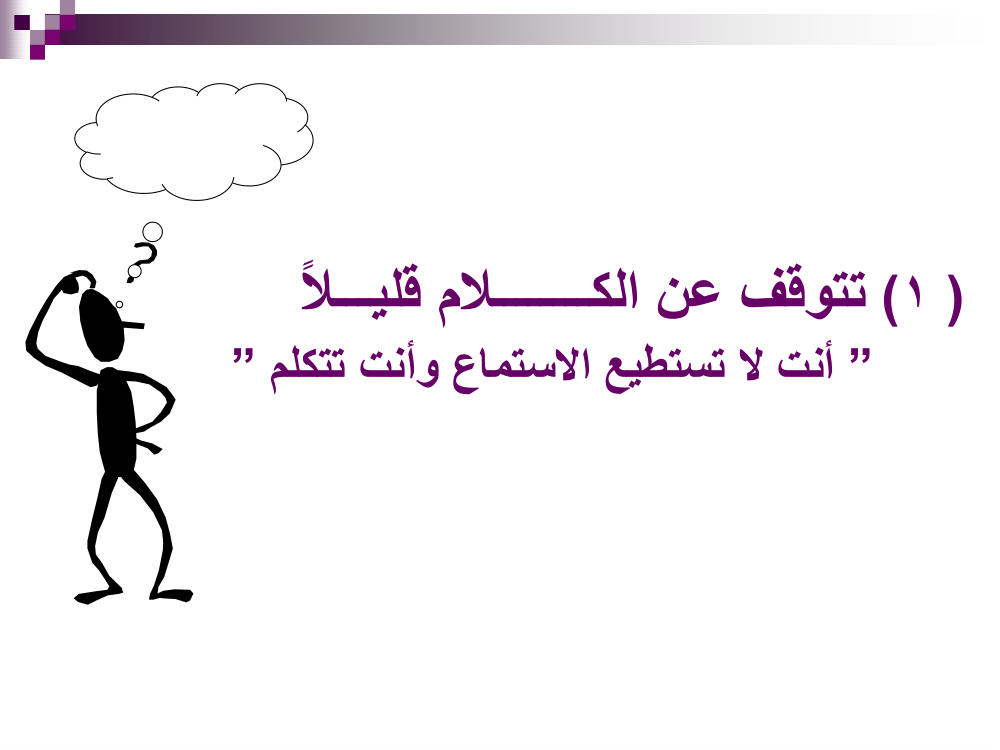 ( ١) تتوقف عن الكـــــــلام قليـــلاً
” أنت لا تستطيع الاستماع وأنت تتكلم ”
?